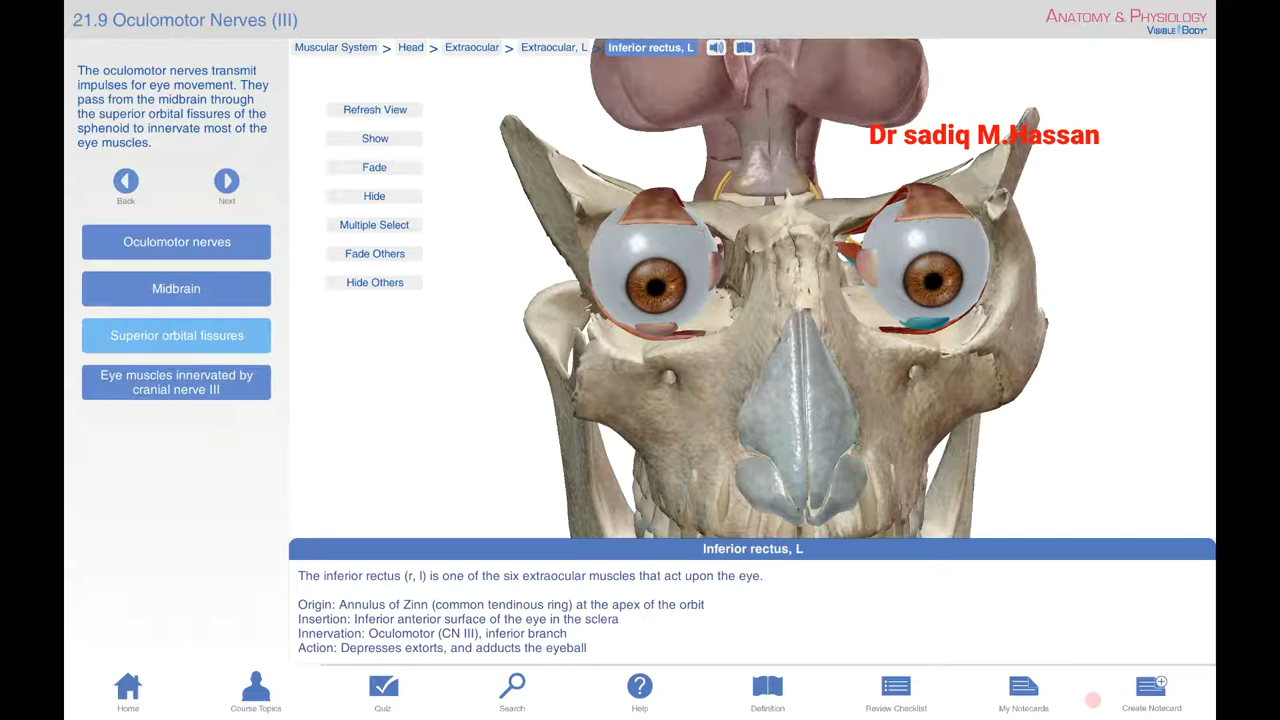 21.9 Oculomotor Nerves (III)
ANATOMY & PHYSIOLOGY
VISIBLE BODY®
The oculomotor nerves transmit
impulses for eye movement. They
pass from the midbrain through
the superior orbital fissures of the
sphenoid to innervate most of the
eye muscles.
Back
Next
Oculomotor nerves
Midbrain
Superior orbital fissures
Eye muscles innervated by
cranial nerve III
Muscular System > Head > Extraocular > Extraocular, L > Inferior rectus, L
Refresh View
Show
Fade
Hide
Multiple Select
Fade Others
Hide Others
Dr sadiq M.Hassan
Inferior rectus, L
The inferior rectus (r, l) is one of the six extraocular muscles that act upon the eye.
Origin: Annulus of Zinn (common tendinous ring) at the apex of the orbit
Insertion: Inferior anterior surface of the eye in the sclera
Innervation: Oculomotor (CN III), inferior branch
Action: Depresses extorts, and adducts the eyeball
Home
Course Topics
Quiz
Search
Help
Definition
Review Checklist
My Notecards
Create Notecard